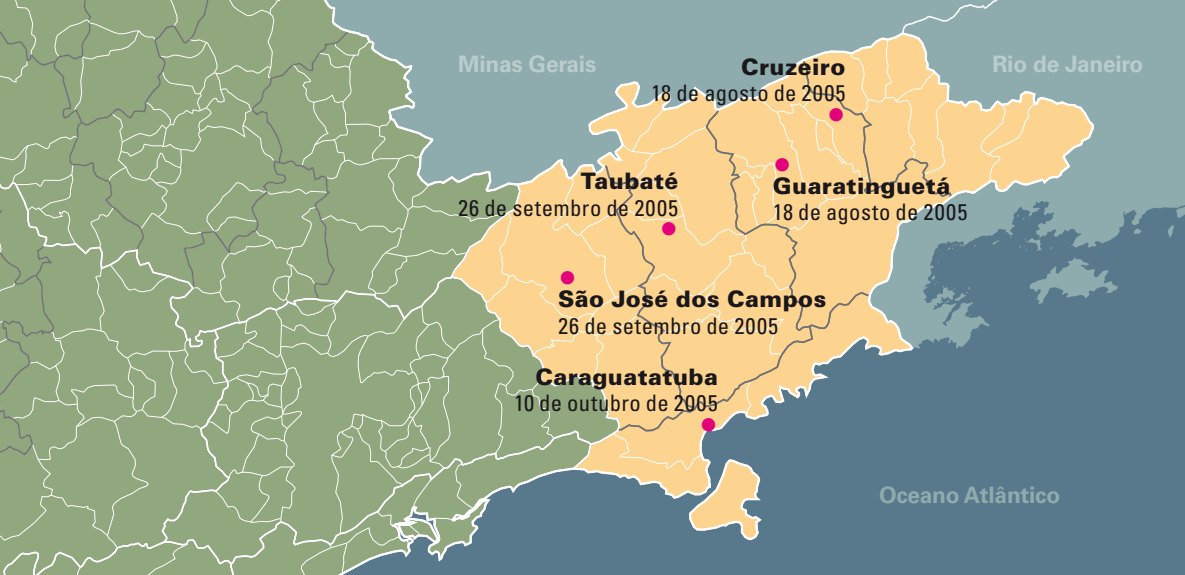 Minas Gerais
Cruzeiro
18 de agosto de 2005
Rio de Janeiro
Taubaté
26 de setembro de 2005
Guaratinguetá
18 de agosto de 2005
São José dos Campos
26 de setembro de 2005
Caraguatatuba
10 de outubro de 2005
Oceano Atlântico